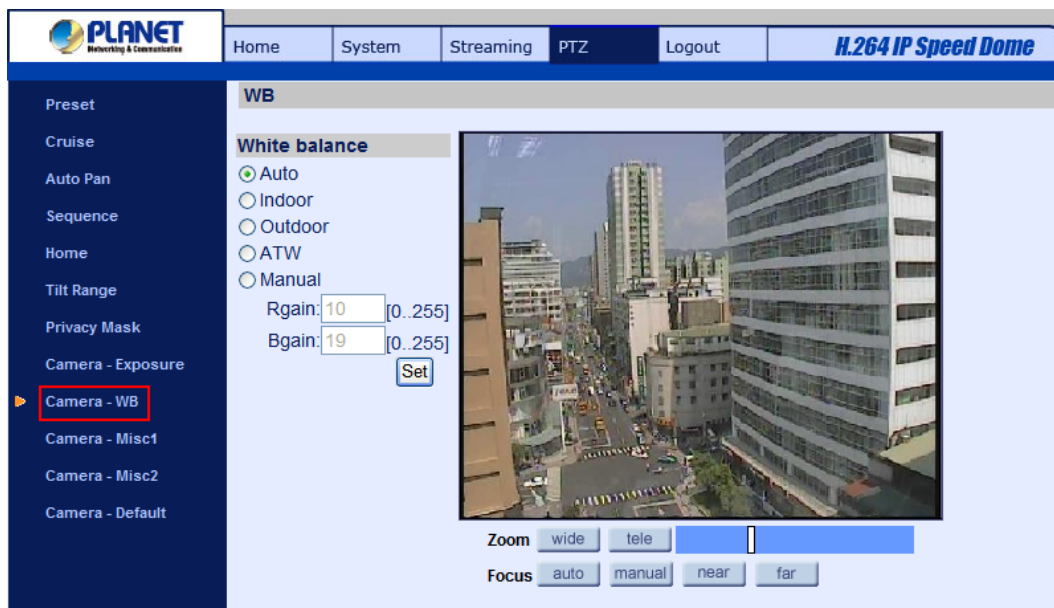 PLANET
Networking & Communication
Home
System
Streaming
PTZ
Logout
H.264 IP Speed Dome
Preset
Cruise
Auto Pan
Sequence
Home
Tilt Range
Privacy Mask
Camera - Exposure
Camera - WB
Camera - Misc1
Camera - Misc2
Camera - Default
WB
White balance
Auto
Indoor
Outdoor
ATW
Manual
Rgain: 10 [0..255]
Bgain: 19 [0..255]
Set
Zoom wide tele
Focus auto manual near far